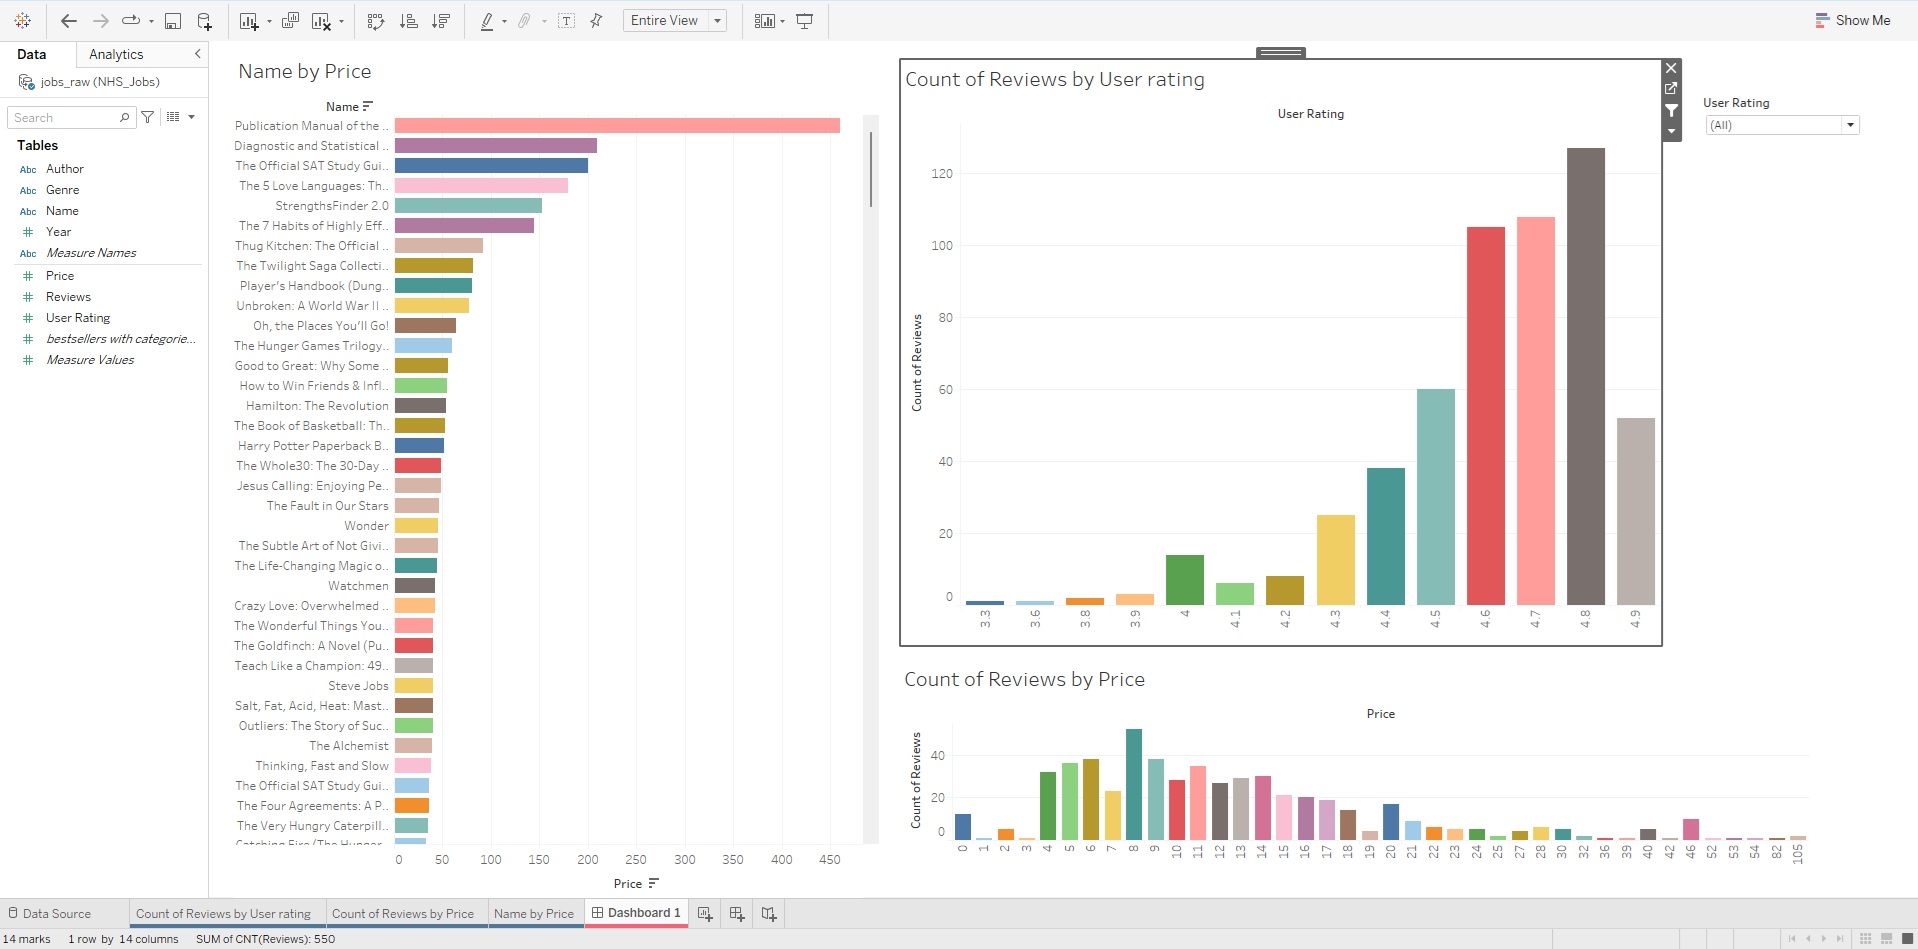 Entire View
Show Me
Data
Analytics
jobs_raw (NHS_Jobs)
Search
Tables
Abc Author
Abc Genre
Abc Name
# Year
Abc Measure Names
# Price
# Reviews
# User Rating
# bestsellers with categorie...
# Measure Values
Name by Price
Name
Publication Manual of the ..
Diagnostic and Statistical ..
The Official SAT Study Gui..
The 5 Love Languages: Th..
StrengthsFinder 2.0
The 7 Habits of Highly Eff..
Thug Kitchen: The Official ..
The Twilight Saga Collecti..
Player's Handbook (Dung..
Unbroken: A World War II ..
Oh, the Places You'll Go!
The Hunger Games Trilogy..
Good to Great: Why Some ..
How to Win Friends & Infl..
Hamilton: The Revolution
The Book of Basketball: Th..
Harry Potter Paperback B..
The Whole30: The 30-Day ..
Jesus Calling: Enjoying Pe..
The Fault in Our Stars
Wonder
The Subtle Art of Not Givi..
The Life-Changing Magic o..
Watchmen
Crazy Love: Overwhelmed ..
The Wonderful Things You..
The Goldfinch: A Novel (Pu..
Teach Like a Champion: 49..
Steve Jobs
Salt, Fat, Acid, Heat: Mast..
Outliers: The Story of Suc..
The Alchemist
Thinking, Fast and Slow
The Official SAT Study Gui..
The Four Agreements: A P..
The Very Hungry Caterpill..
Catching Fire (The Hunger
0 50 100 150 200 250 300 350 400 450
Price
Count of Reviews by User rating
User Rating
Count of Reviews
120
100
80
60
40
20
0
3.3 3.6 3.8 3.9 4 4.1 4.2 4.3 4.4 4.5 4.6 4.7 4.8 4.9
User Rating
(All)
Count of Reviews by Price
Price
Count of Reviews
40
20
0
0 1 2 3 4 5 6 7 8 9 10 11 12 13 14 15 16 17 18 19 20 21 22 23 24 25 27 28 30 32 36 39 40 42 46 52 53 54 82 105
Data Source
Count of Reviews by User rating
Count of Reviews by Price
Name by Price
Dashboard 1
14 marks 1 row by 14 columns SUM of CNT(Reviews): 550